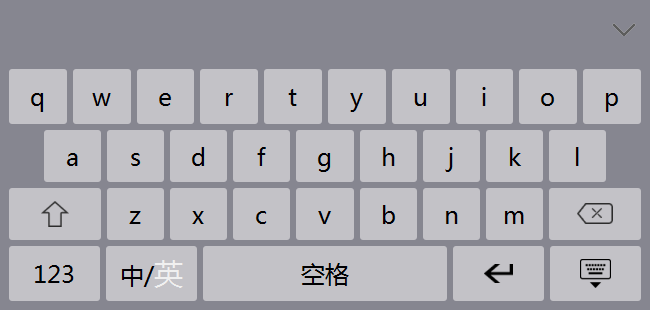 q w e r t y u i o p
a s d f g h j k l
z x c v b n m
123 中/英 空格